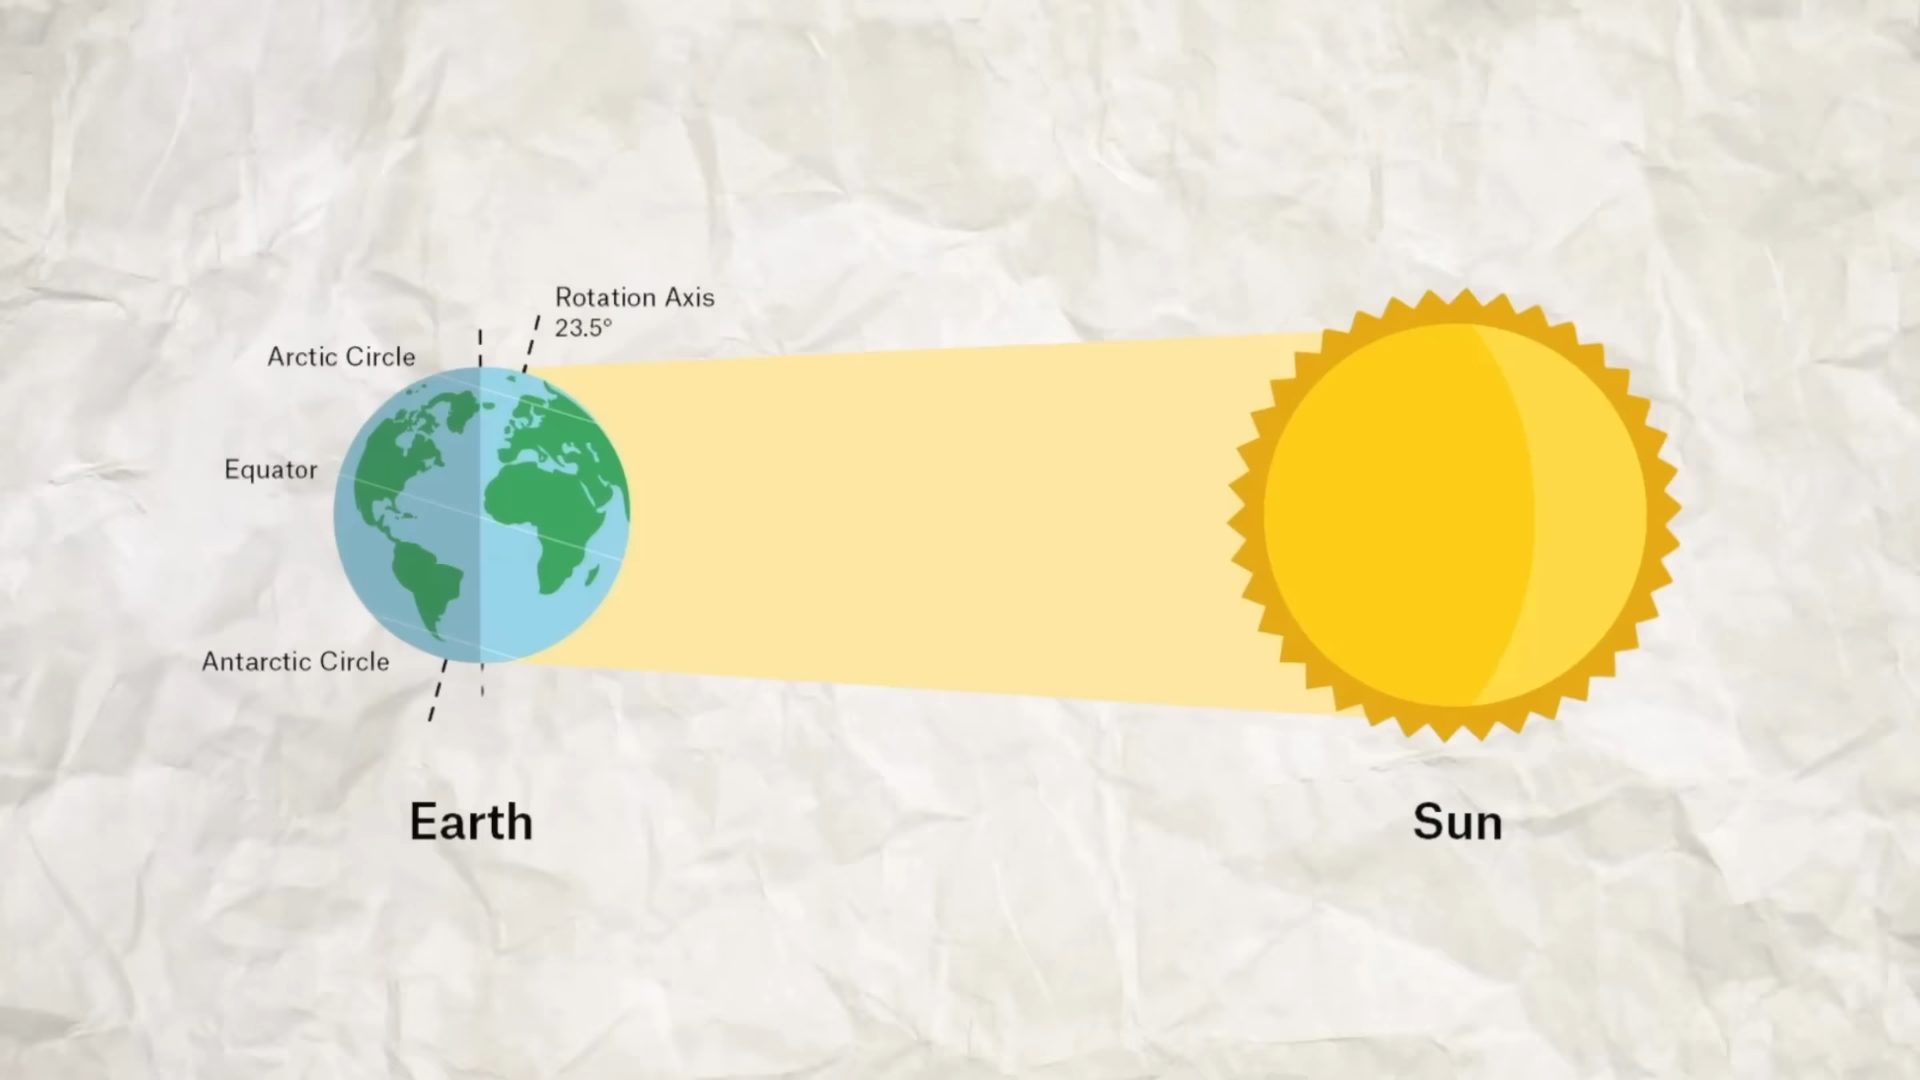 Rotation Axis
23.5°
Arctic Circle
Equator
Antarctic Circle
Earth
Sun